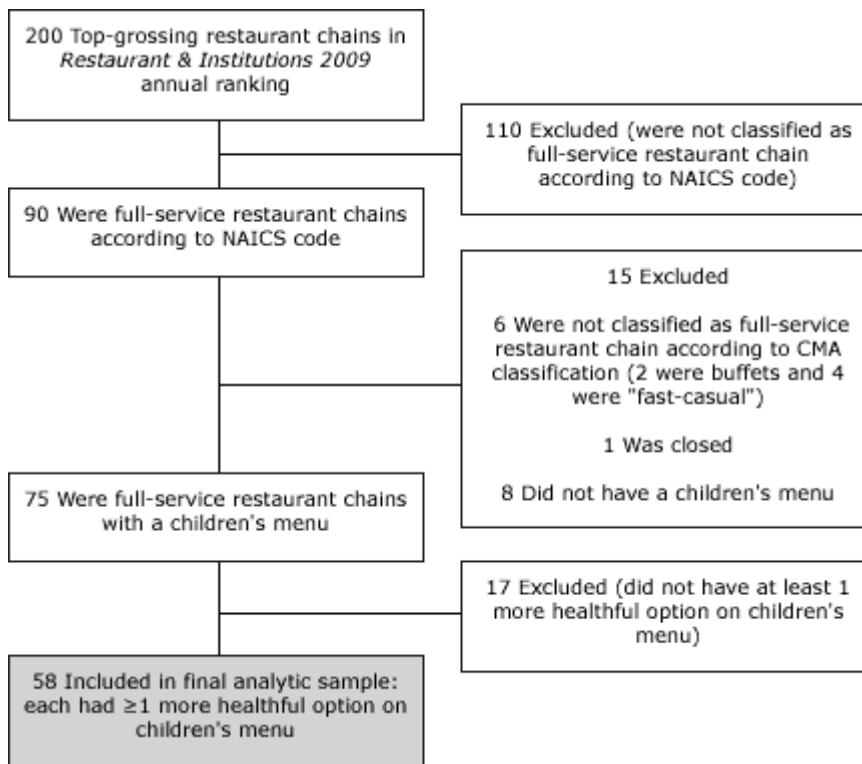 200 Top-grossing restaurant chains in
Restaurant & Institutions 2009
annual ranking
110 Excluded (were not classified as
full-service restaurant chain
according to NAICS code)
90 Were full-service restaurant chains
according to NAICS code
15 Excluded
6 Were not classified as full-service
restaurant chain according to CMA
classification (2 were buffets and 4
were "fast-casual")
1 Was closed
8 Did not have a children's menu
75 Were full-service restaurant chains
with a children's menu
17 Excluded (did not have at least 1
more healthful option on children's
menu)
58 Included in final analytic sample:
each had ≥1 more healthful option on
children's menu